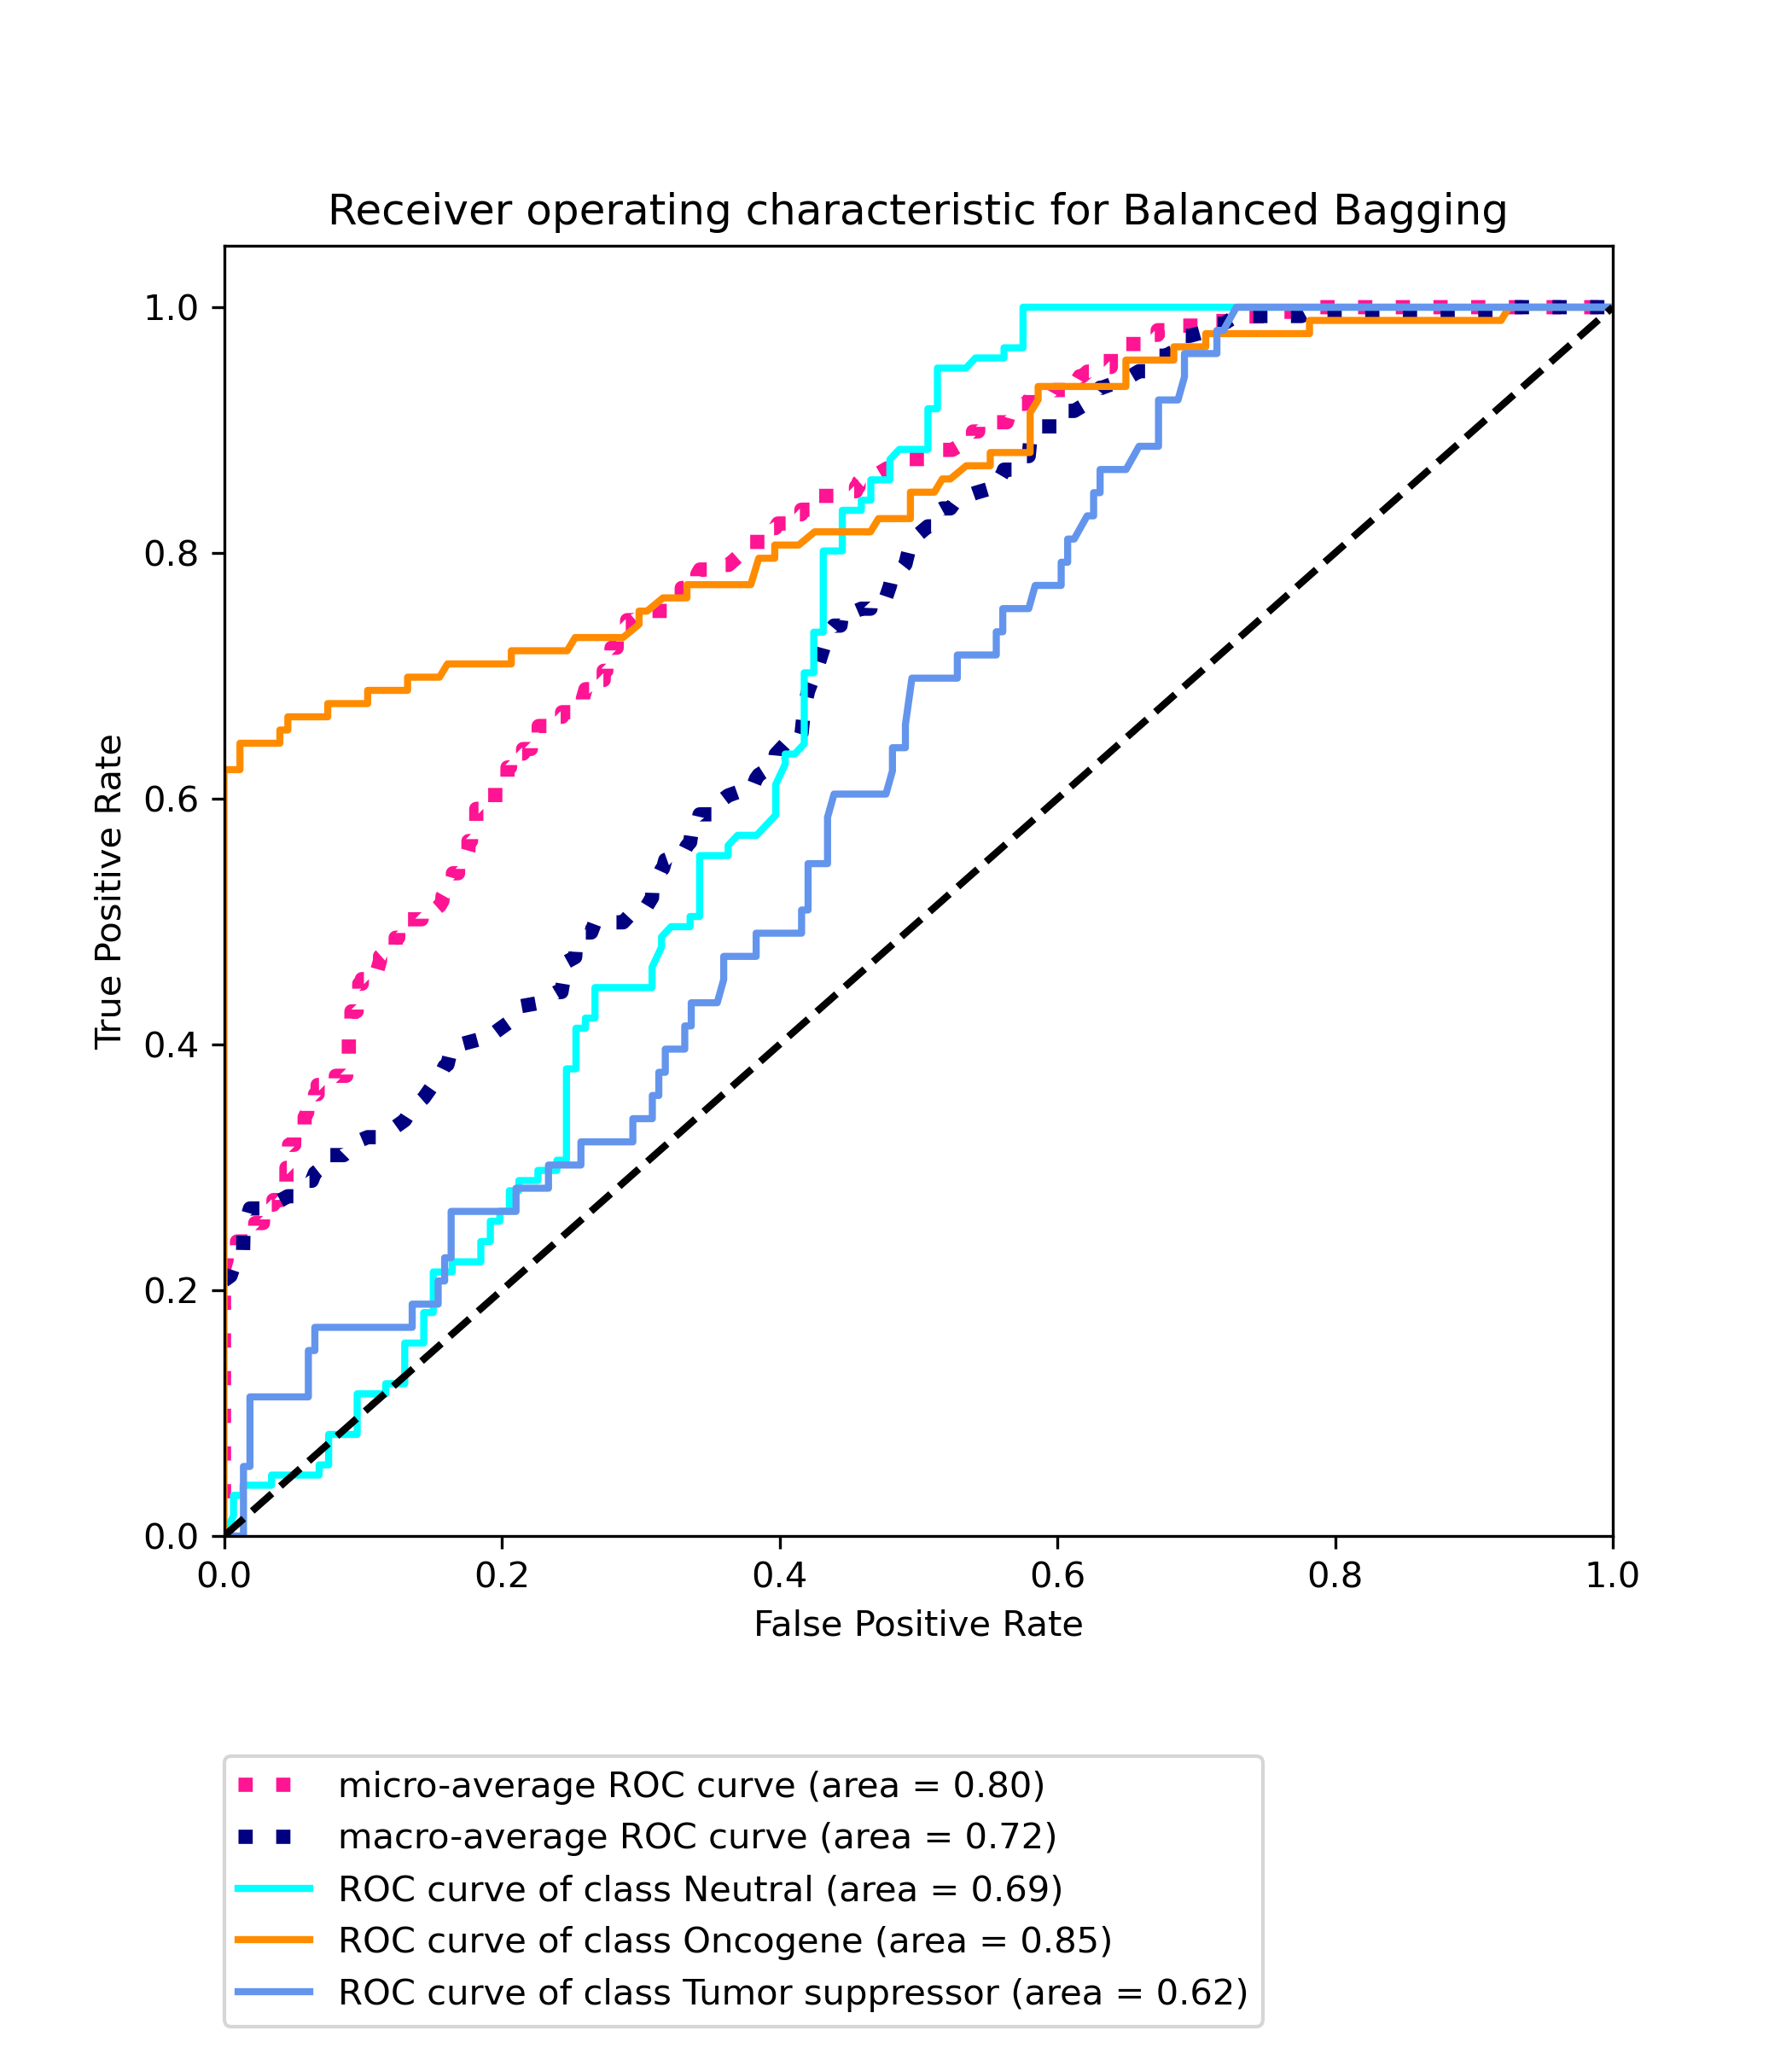 Receiver operating characteristic for Balanced Bagging
1.0
0.8
0.6
0.4
0.2
0.0
True Positive Rate
0.0 0.2 0.4 0.6 0.8 1.0
False Positive Rate
micro-average ROC curve (area = 0.80)
macro-average ROC curve (area = 0.72)
ROC curve of class Neutral (area = 0.69)
ROC curve of class Oncogene (area = 0.85)
ROC curve of class Tumor suppressor (area = 0.62)